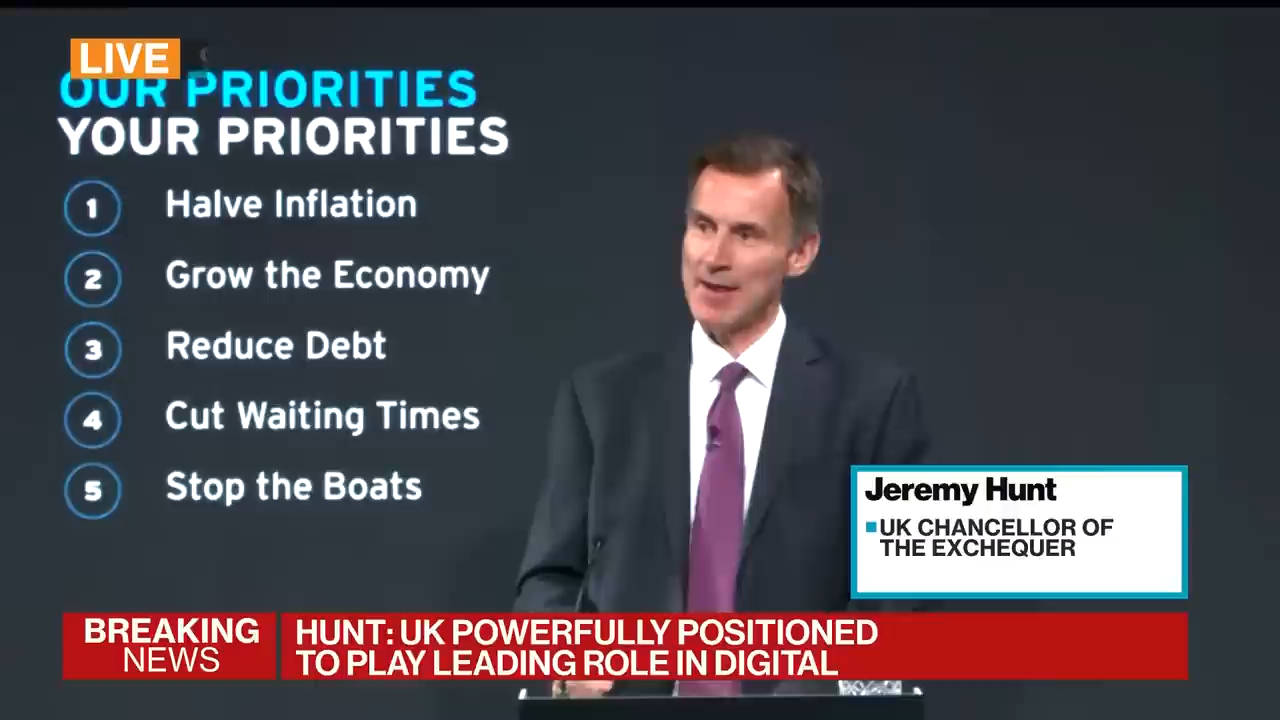 LIVE
OUR PRIORITIES
YOUR PRIORITIES
1 Halve Inflation
2 Grow the Economy
3 Reduce Debt
4 Cut Waiting Times
5 Stop the Boats
Jeremy Hunt
UK CHANCELLOR OF
THE EXCHEQUER
BREAKING
NEWS
HUNT: UK POWERFULLY POSITIONED
TO PLAY LEADING ROLE IN DIGITAL